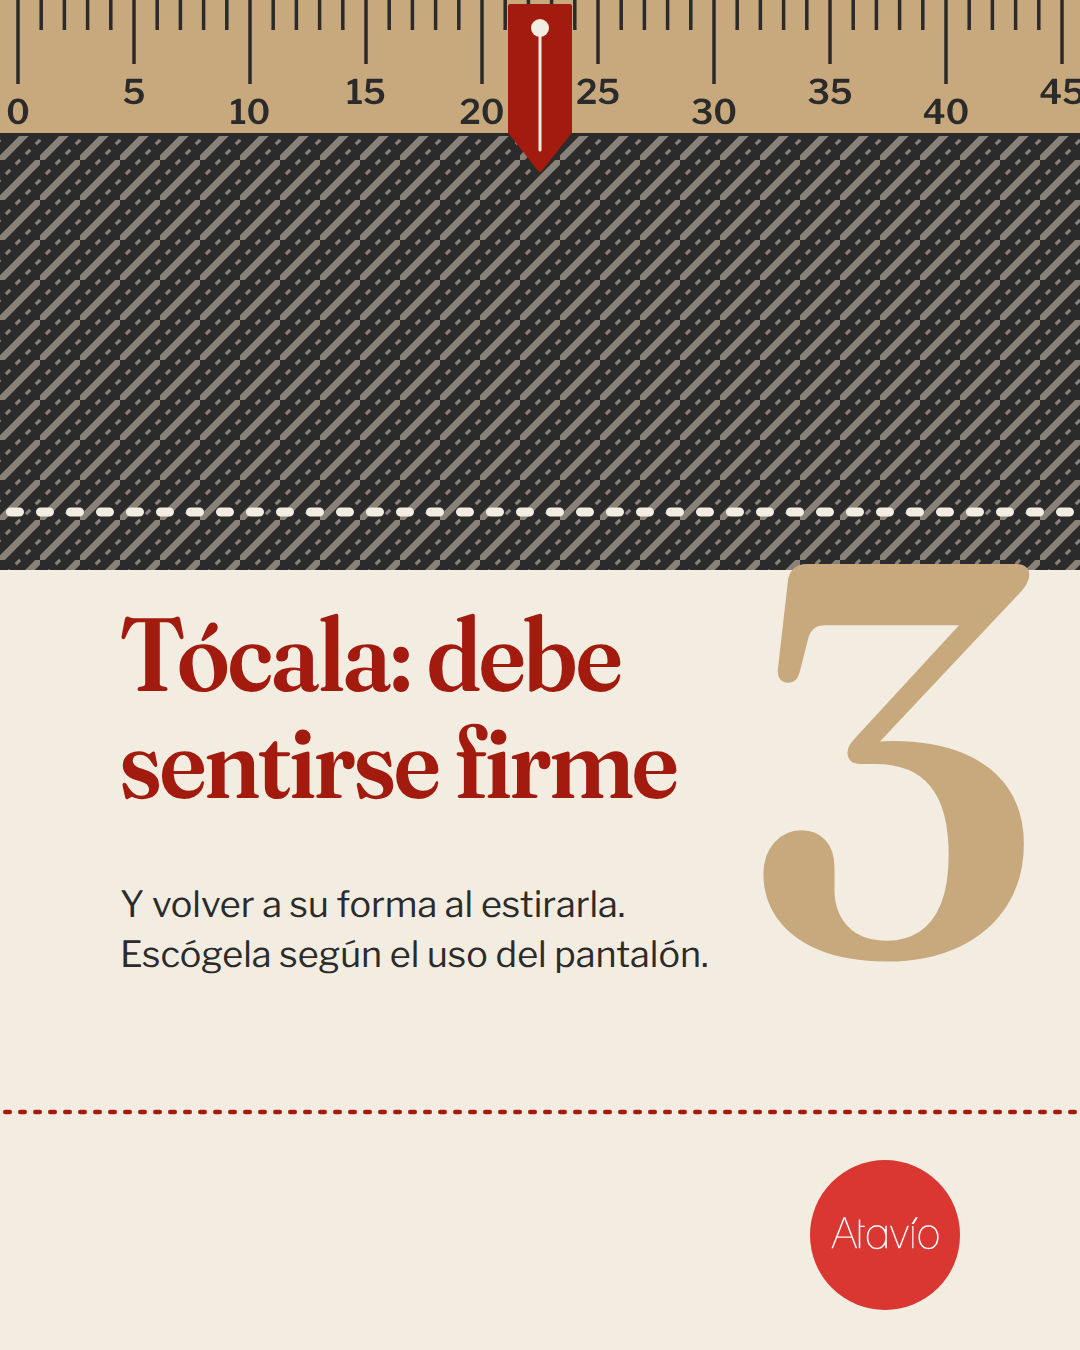 0 5 10 15 20 25 30 35 40 45
3
Tócala: debe
sentirse firme
Y volver a su forma al estirarla.
Escógela según el uso del pantalón.
Atavío